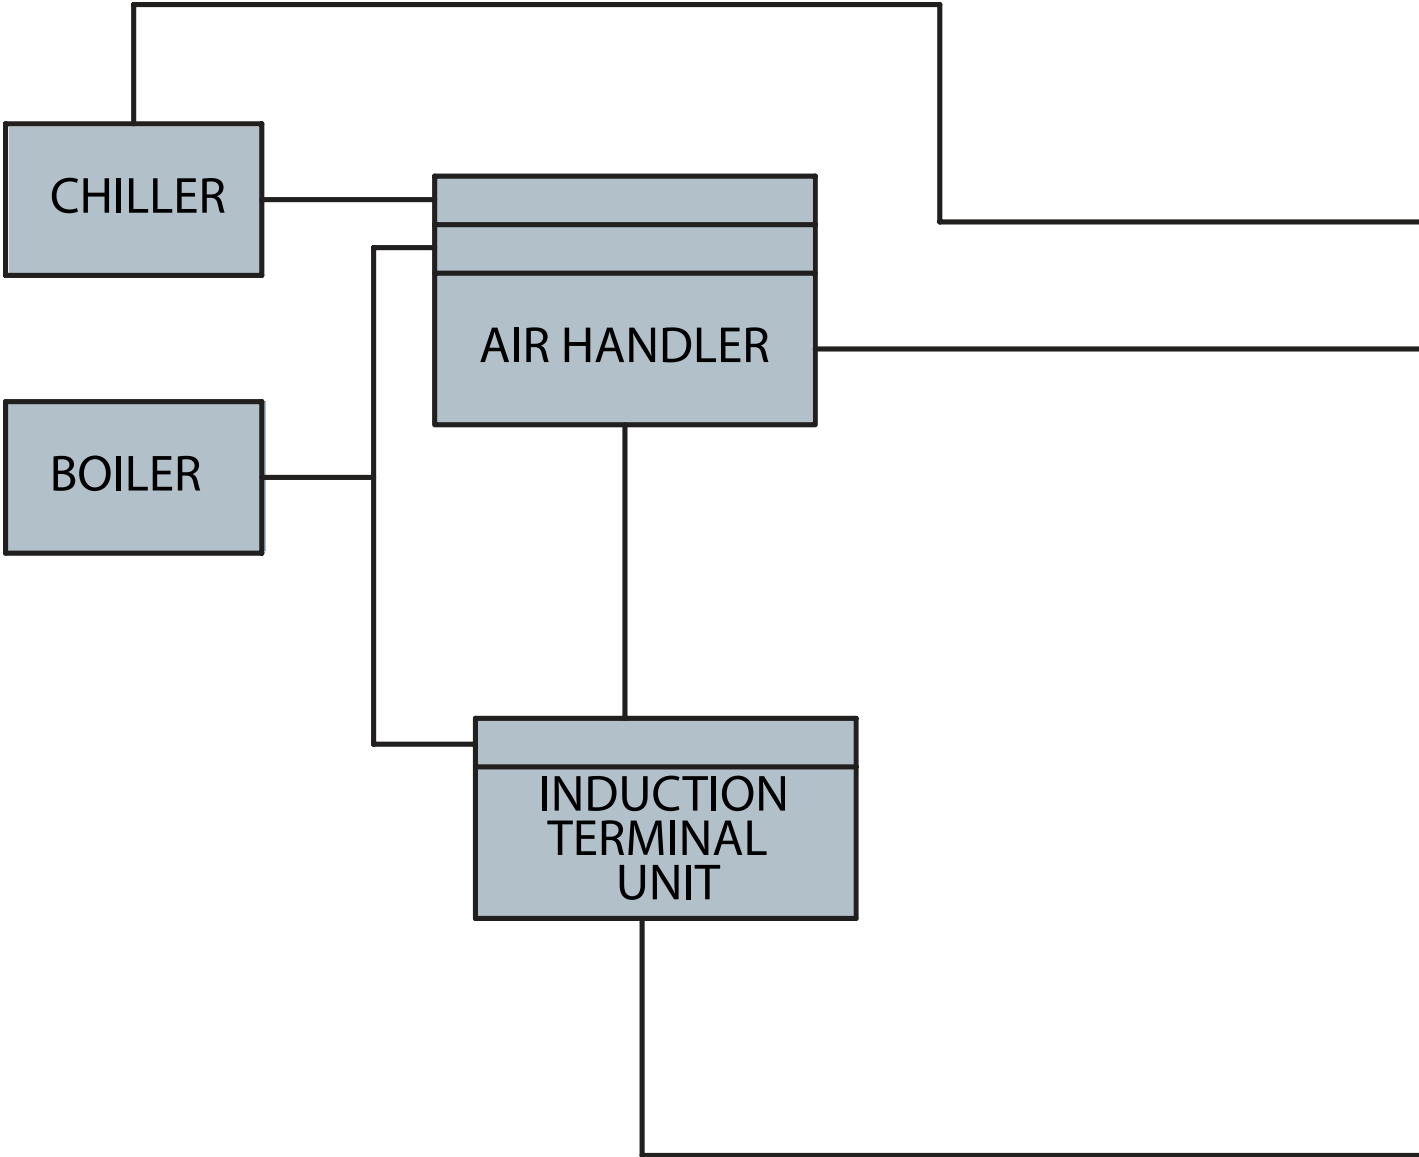 CHILLER
AIR HANDLER
BOILER
INDUCTION
TERMINAL
UNIT